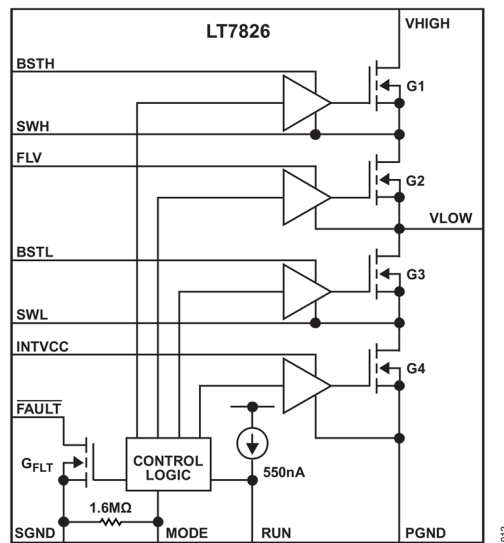 LT7826
VHIGH
BSTH
G1
SWH
FLV
G2
VLOW
BSTL
G3
SWL
INTVCC
G4
FAULT
GFLT
CONTROL
LOGIC
550nA
1.6MΩ
SGND
MODE
RUN
PGND